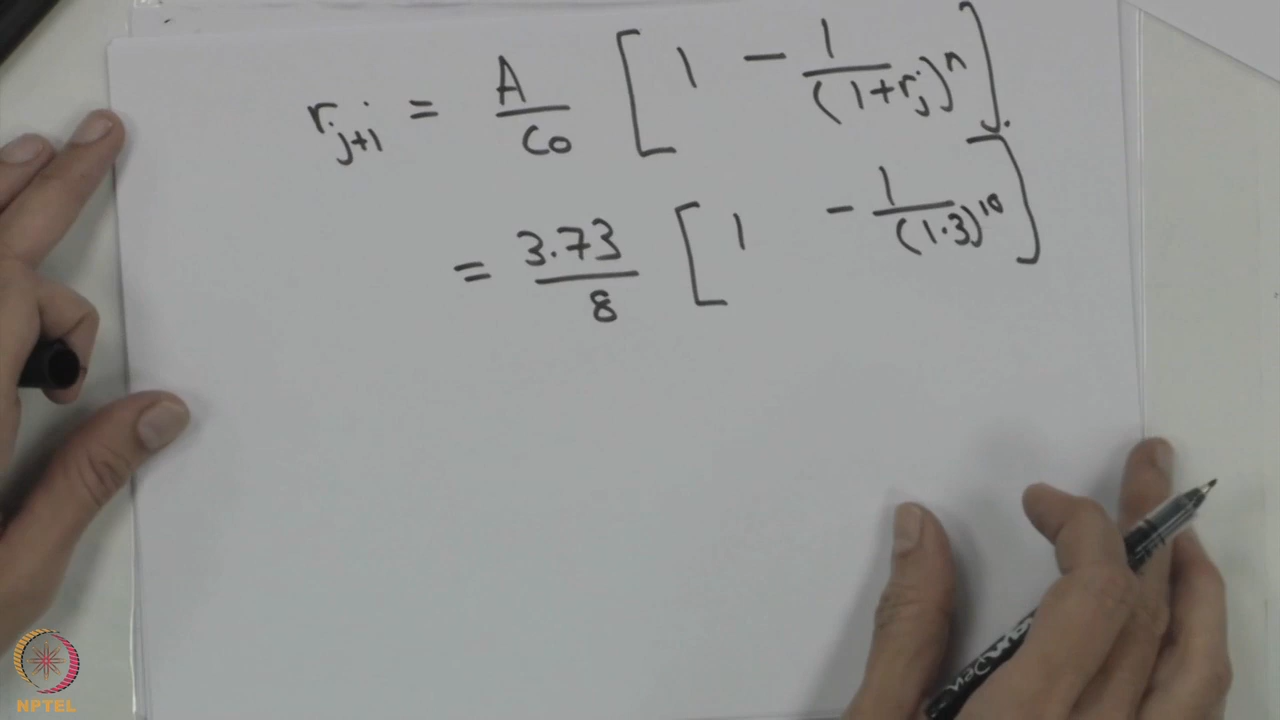 r_{j+1} = A/C0 [ 1 - 1/(1+r_j)^n ].
= 3.73/8 [ 1 - 1/(1.3)^10 ]
NPTEL